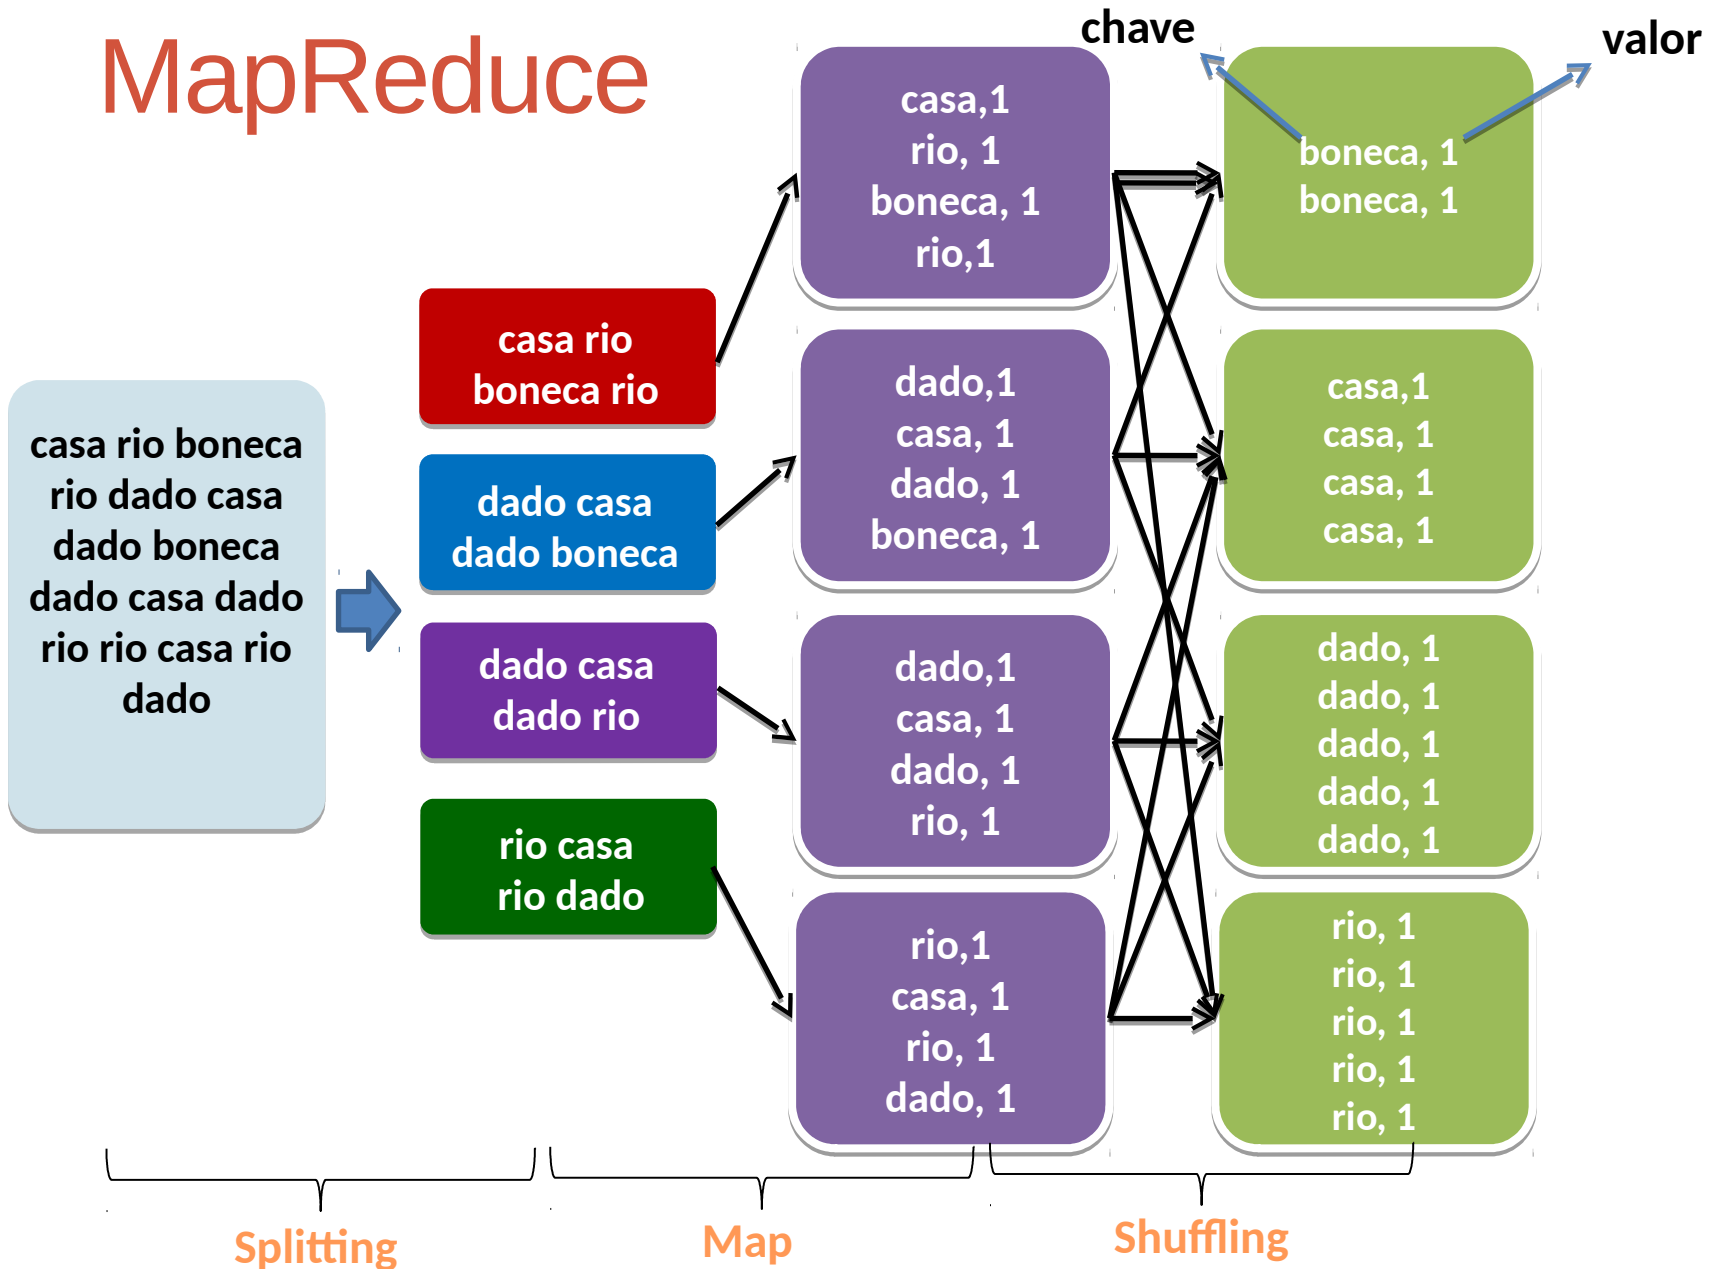 MapReduce
chave
valor
casa rio boneca
rio dado casa
dado boneca
dado casa dado
rio rio casa rio
dado
casa rio
boneca rio
dado casa
dado boneca
dado casa
dado rio
rio casa
rio dado
casa,1
rio, 1
boneca, 1
rio,1
dado,1
casa, 1
dado, 1
boneca, 1
dado,1
casa, 1
dado, 1
rio, 1
rio,1
casa, 1
rio, 1
dado, 1
boneca, 1
boneca, 1
casa,1
casa, 1
casa, 1
casa, 1
dado, 1
dado, 1
dado, 1
dado, 1
dado, 1
rio, 1
rio, 1
rio, 1
rio, 1
rio, 1
Splitting
Map
Shuffling